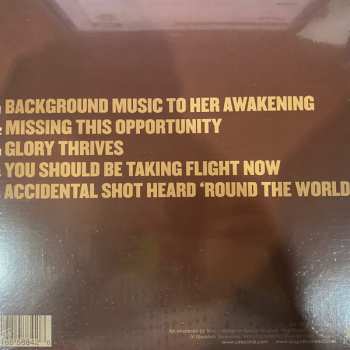 BACKGROUND MUSIC TO HER AWAKENING
MISSING THIS OPPORTUNITY
GLORY THRIVES
YOU SHOULD BE TAKING FLIGHT NOW
ACCIDENTAL SHOT HEARD ‘ROUND THE WORLD